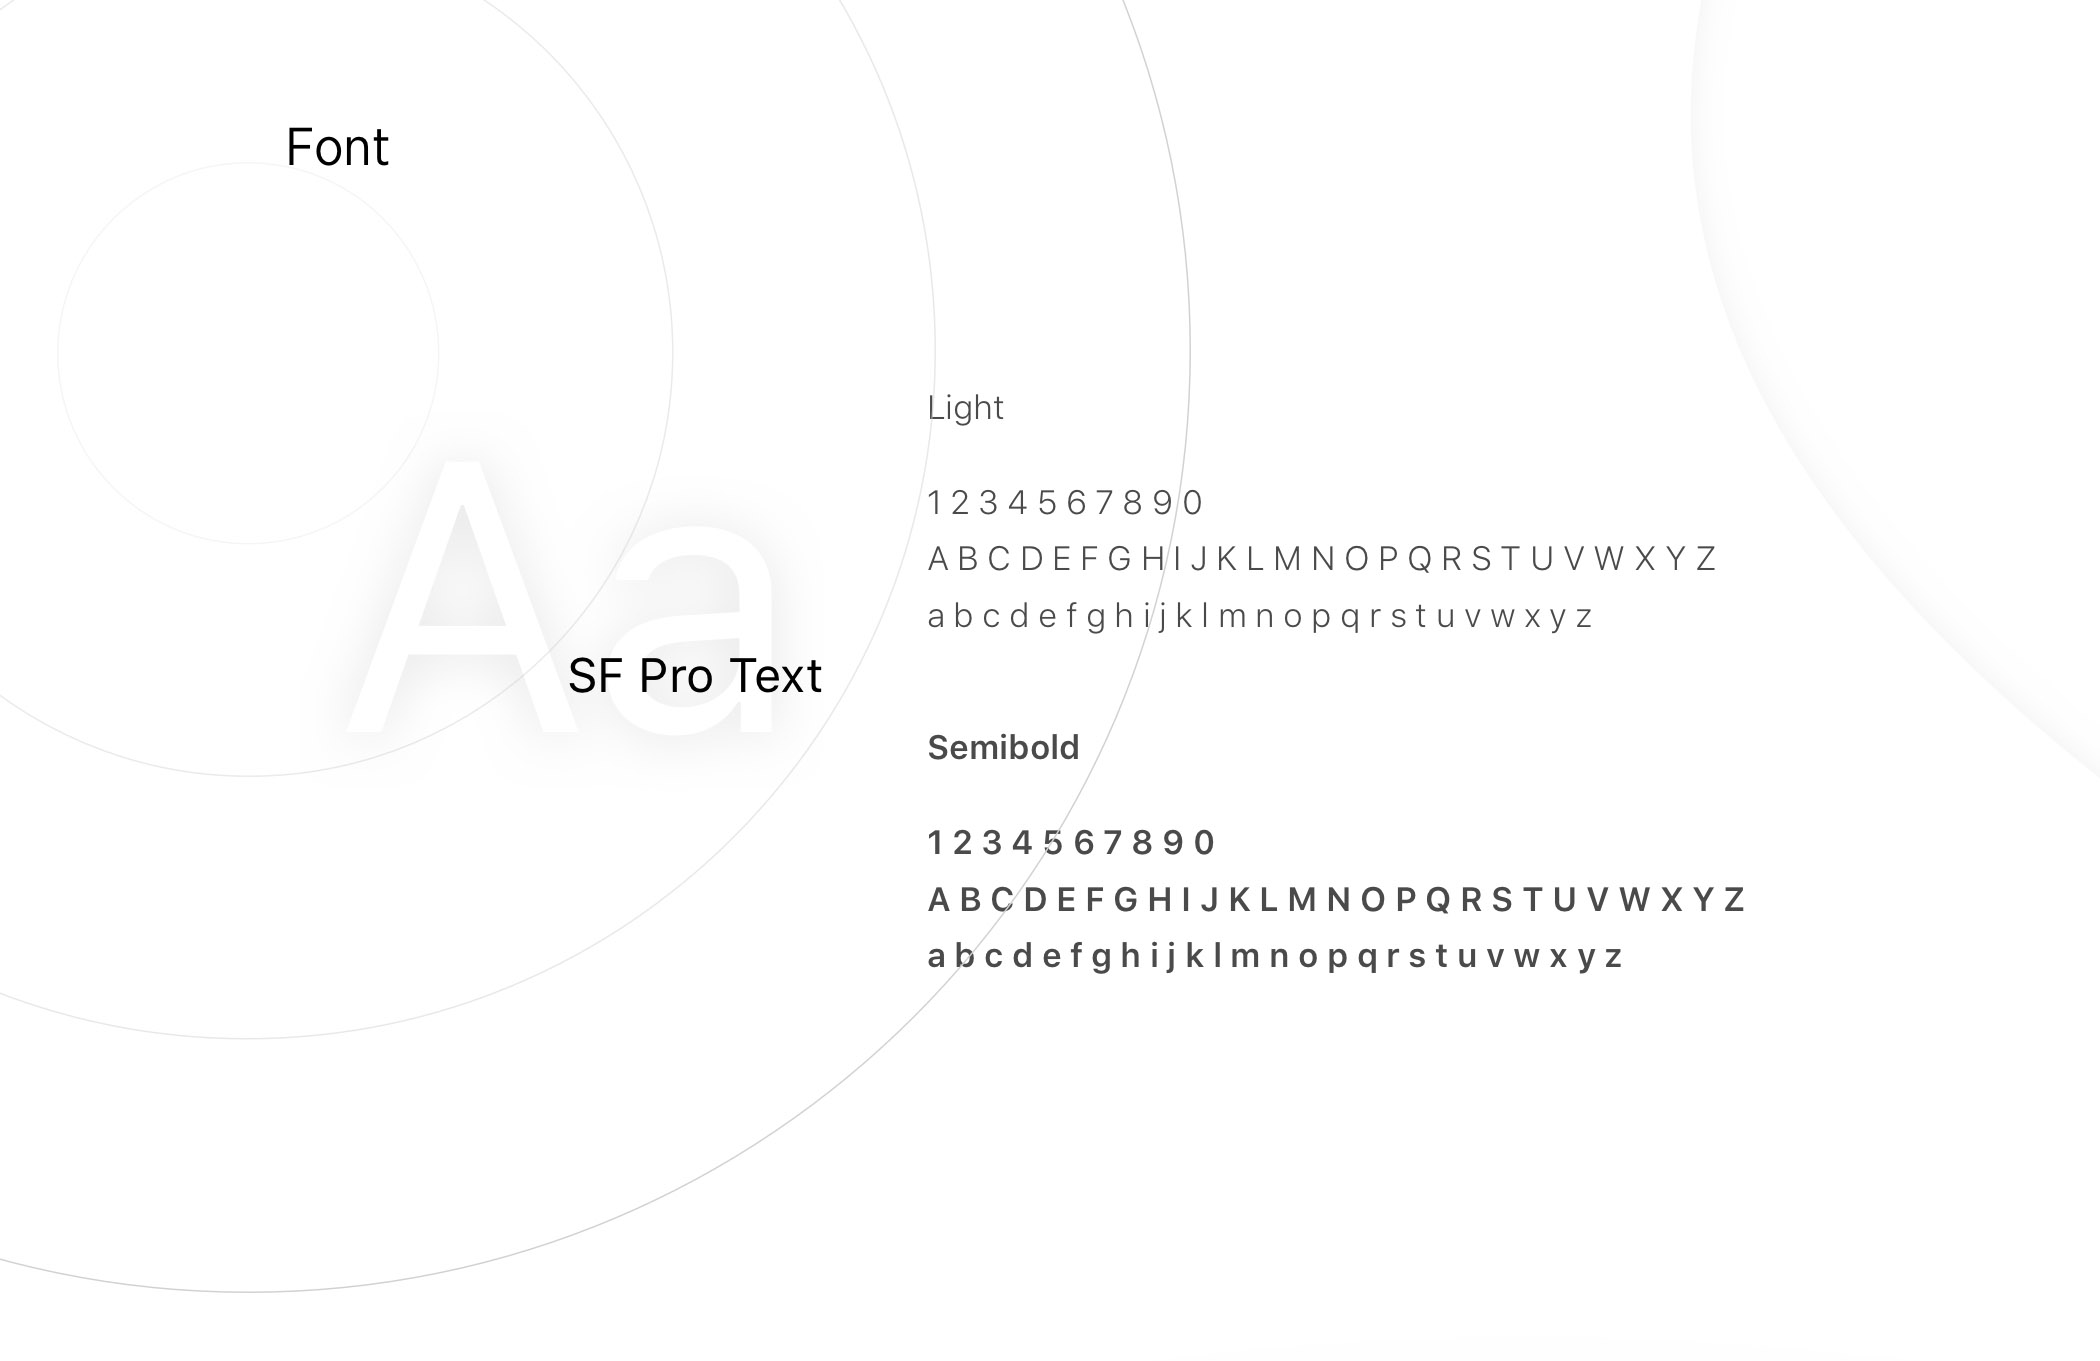 Font
Aa
SF Pro Text
Light
1 2 3 4 5 6 7 8 9 0
A B C D E F G H I J K L M N O P Q R S T U V W X Y Z
a b c d e f g h i j k l m n o p q r s t u v w x y z
Semibold
1 2 3 4 5 6 7 8 9 0
A B C D E F G H I J K L M N O P Q R S T U V W X Y Z
a b c d e f g h i j k l m n o p q r s t u v w x y z